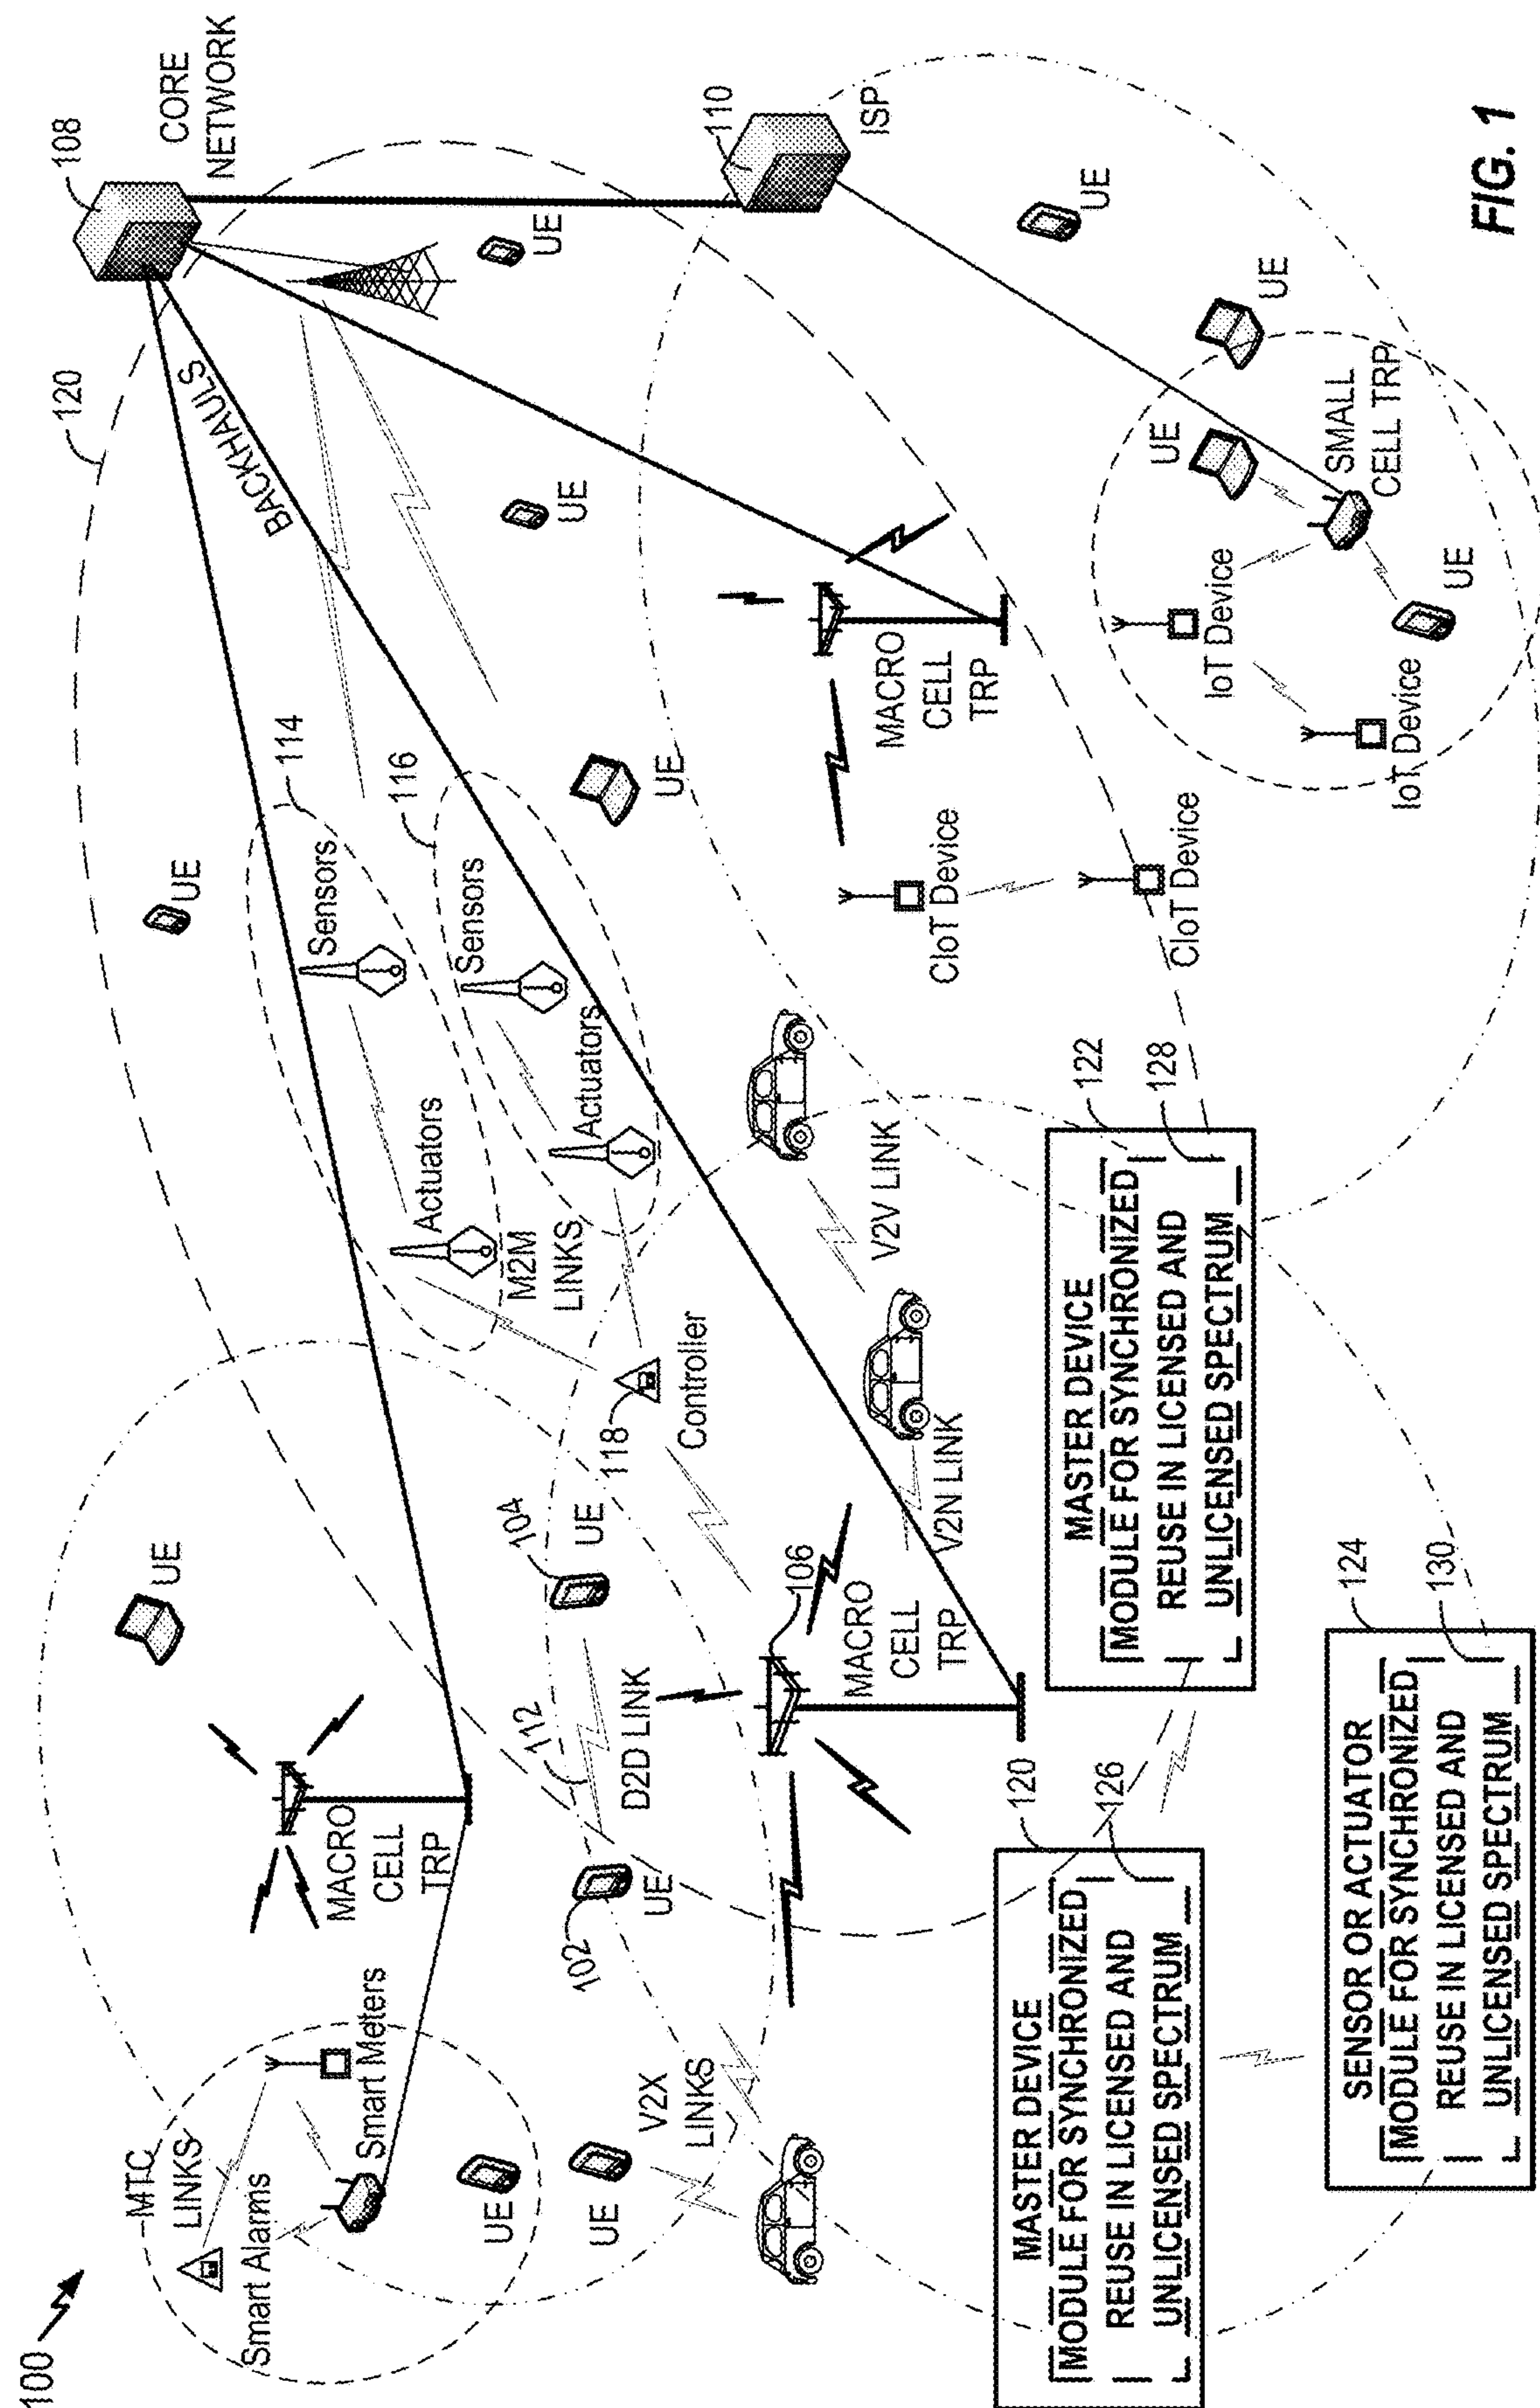 100
MTC
LINKS
Smart Alarms
Smart Meters
MACRO
CELL
TRP
UE
UE
120
108
CORE
NETWORK
BACKHAULS
114
Sensors
Actuators
116
Sensors
Actuators
M2M
LINKS
118
Controller
UE
UE
UE
UE
UE
V2X
LINKS
102
UE
112
D2D LINK
104
UE
106
MACRO
CELL
TRP
V2N LINK
V2V LINK
MACRO
CELL
TRP
CIoT Device
CIoT Device
110
ISP
UE
UE
UE
SMALL
CELL TRP
IoT Device
IoT Device
UE
120
MASTER DEVICE
126
MODULE FOR SYNCHRONIZED
REUSE IN LICENSED AND
UNLICENSED SPECTRUM
122
MASTER DEVICE
128
MODULE FOR SYNCHRONIZED
REUSE IN LICENSED AND
UNLICENSED SPECTRUM
124
SENSOR OR ACTUATOR
130
MODULE FOR SYNCHRONIZED
REUSE IN LICENSED AND
UNLICENSED SPECTRUM
FIG. 1